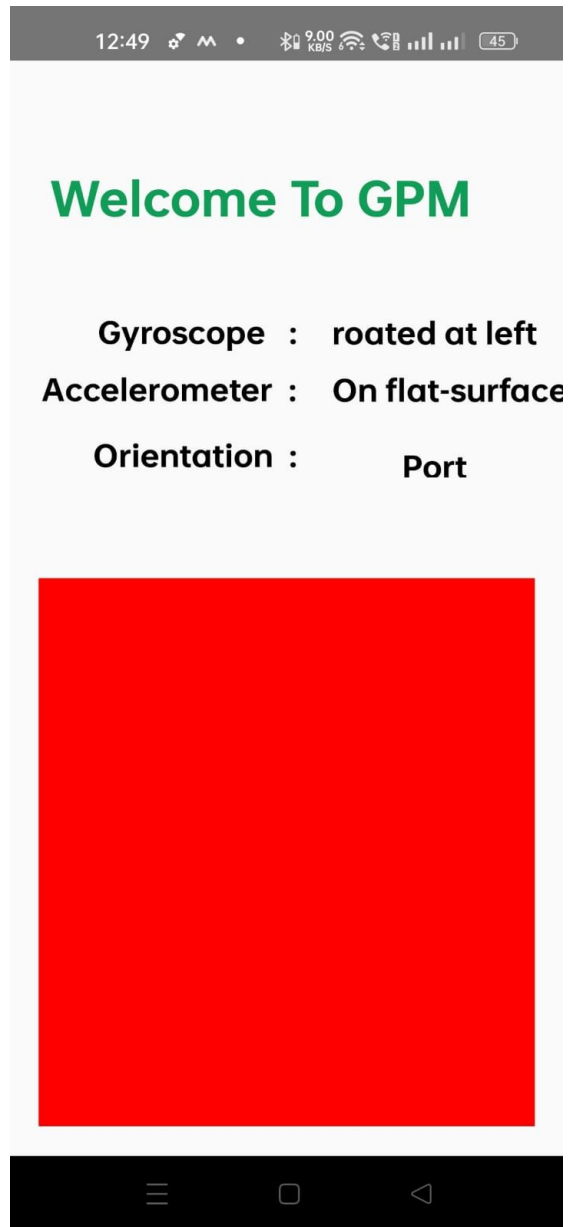 12:49 9.00 KB/S 45
Welcome To GPM
Gyroscope : roated at left
Accelerometer : On flat-surface
Orientation : Port